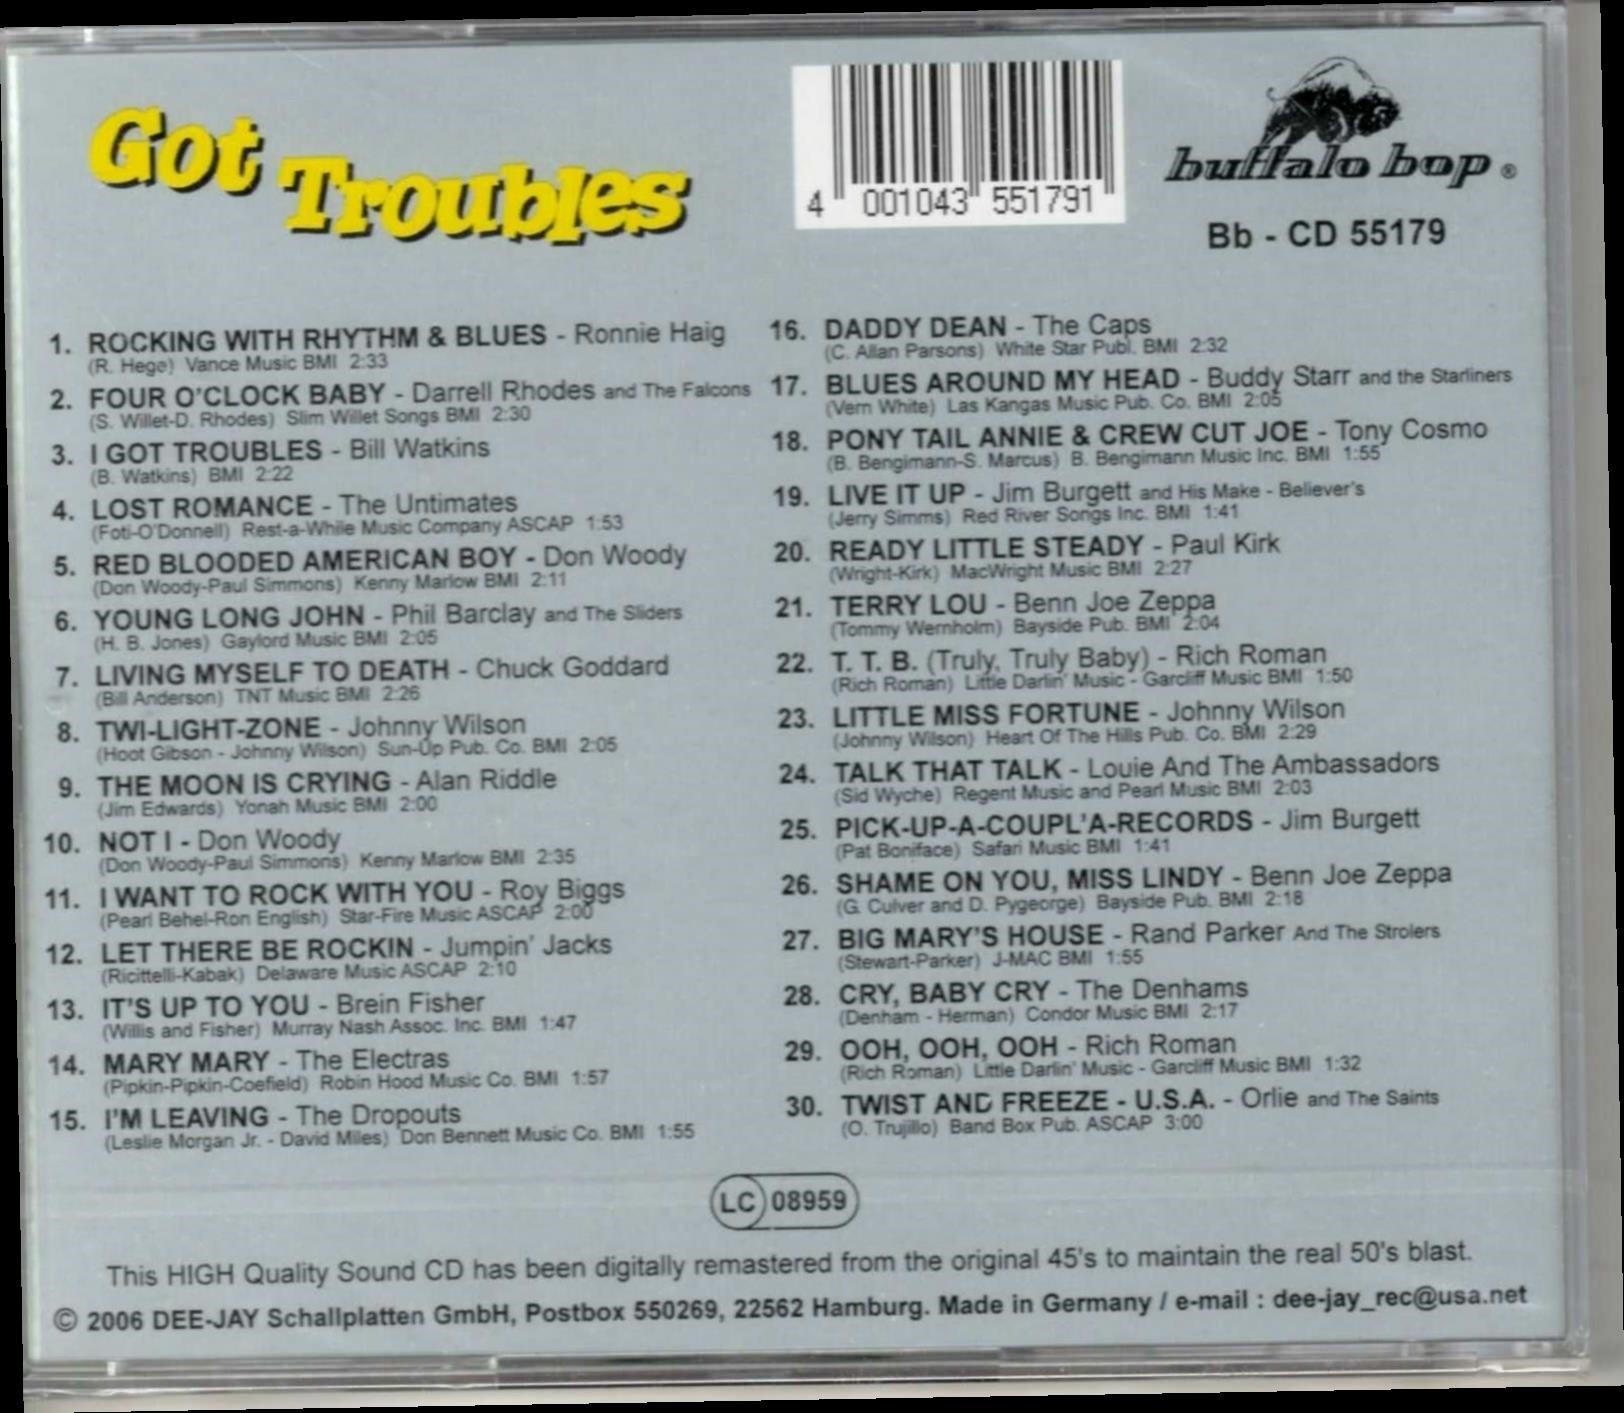 Got Troubles
4 001043 551791
buffalo bop ®
Bb - CD 55179
1. ROCKING WITH RHYTHM & BLUES - Ronnie Haig
(R. Hege) Vance Music BMI 2:33
2. FOUR O'CLOCK BABY - Darrell Rhodes and The Falcons
(S. Willet-D. Rhodes) Slim Willet Songs BMI 2:30
3. I GOT TROUBLES - Bill Watkins
(B. Watkins) BMI 2:22
4. LOST ROMANCE - The Untimates
(Foti-O'Donnell) Rest-a-While Music Company ASCAP 1:53
5. RED BLOODED AMERICAN BOY - Don Woody
(Don Woody-Paul Simmons) Kenny Marlow BMI 2:11
6. YOUNG LONG JOHN - Phil Barclay and The Sliders
(H. B. Jones) Gaylord Music BMI 2:05
7. LIVING MYSELF TO DEATH - Chuck Goddard
(Bill Anderson) TNT Music BMI 2:26
8. TWI-LIGHT-ZONE - Johnny Wilson
(Hoot Gibson - Johnny Wilson) Sun-Up Pub. Co. BMI 2:05
9. THE MOON IS CRYING - Alan Riddle
(Jim Edwards) Yonah Music BMI 2:00
10. NOT I - Don Woody
(Don Woody-Paul Simmons) Kenny Marlow BMI 2:35
11. I WANT TO ROCK WITH YOU - Roy Biggs
(Pearl Behel-Ron English) Star-Fire Music ASCAP 2:00
12. LET THERE BE ROCKIN - Jumpin' Jacks
(Ricittelli-Kabak) Delaware Music ASCAP 2:10
13. IT'S UP TO YOU - Brein Fisher
(Willis and Fisher) Murray Nash Assoc. Inc. BMI 1:47
14. MARY MARY - The Electras
(Pipkin-Pipkin-Coefield) Robin Hood Music Co. BMI 1:57
15. I'M LEAVING - The Dropouts
(Leslie Morgan Jr. - David Miles) Don Bennett Music Co. BMI 1:55
16. DADDY DEAN - The Caps
(C. Allan Parsons) White Star Publ. BMI 2:32
17. BLUES AROUND MY HEAD - Buddy Starr and the Starliners
(Vern White) Las Kangas Music Pub. Co. BMI 2:05
18. PONY TAIL ANNIE & CREW CUT JOE - Tony Cosmo
(B. Bengimann-S. Marcus) B. Bengimann Music Inc. BMI 1:55
19. LIVE IT UP - Jim Burgett and His Make - Believer's
(Jerry Simms) Red River Songs Inc. BMI 1:41
20. READY LITTLE STEADY - Paul Kirk
(Wright-Kirk) MacWright Music BMI 2:27
21. TERRY LOU - Benn Joe Zeppa
(Tommy Wernholm) Bayside Pub. BMI 2:04
22. T. T. B. (Truly, Truly Baby) - Rich Roman
(Rich Roman) Little Darlin' Music - Garcliff Music BMI 1:50
23. LITTLE MISS FORTUNE - Johnny Wilson
(Johnny Wilson) Heart Of The Hills Pub. Co. BMI 2:29
24. TALK THAT TALK - Louie And The Ambassadors
(Sid Wyche) Regent Music and Pearl Music BMI 2:03
25. PICK-UP-A-COUPL'A-RECORDS - Jim Burgett
(Pat Boniface) Safari Music BMI 1:41
26. SHAME ON YOU, MISS LINDY - Benn Joe Zeppa
(G. Culver and D. Pygeorge) Bayside Pub. BMI 2:18
27. BIG MARY'S HOUSE - Rand Parker And The Strolers
(Stewart-Parker) J-MAC BMI 1:55
28. CRY, BABY CRY - The Denhams
(Denham - Herman) Condor Music BMI 2:17
29. OOH, OOH, OOH - Rich Roman
(Rich Roman) Little Darlin' Music - Garcliff Music BMI 1:32
30. TWIST AND FREEZE - U.S.A. - Orlie and The Saints
(O. Trujillo) Band Box Pub. ASCAP 3:00
LC 08959
This HIGH Quality Sound CD has been digitally remastered from the original 45's to maintain the real 50's blast.
© 2006 DEE-JAY Schallplatten GmbH, Postbox 550269, 22562 Hamburg. Made in Germany / e-mail : dee-jay_rec@usa.net